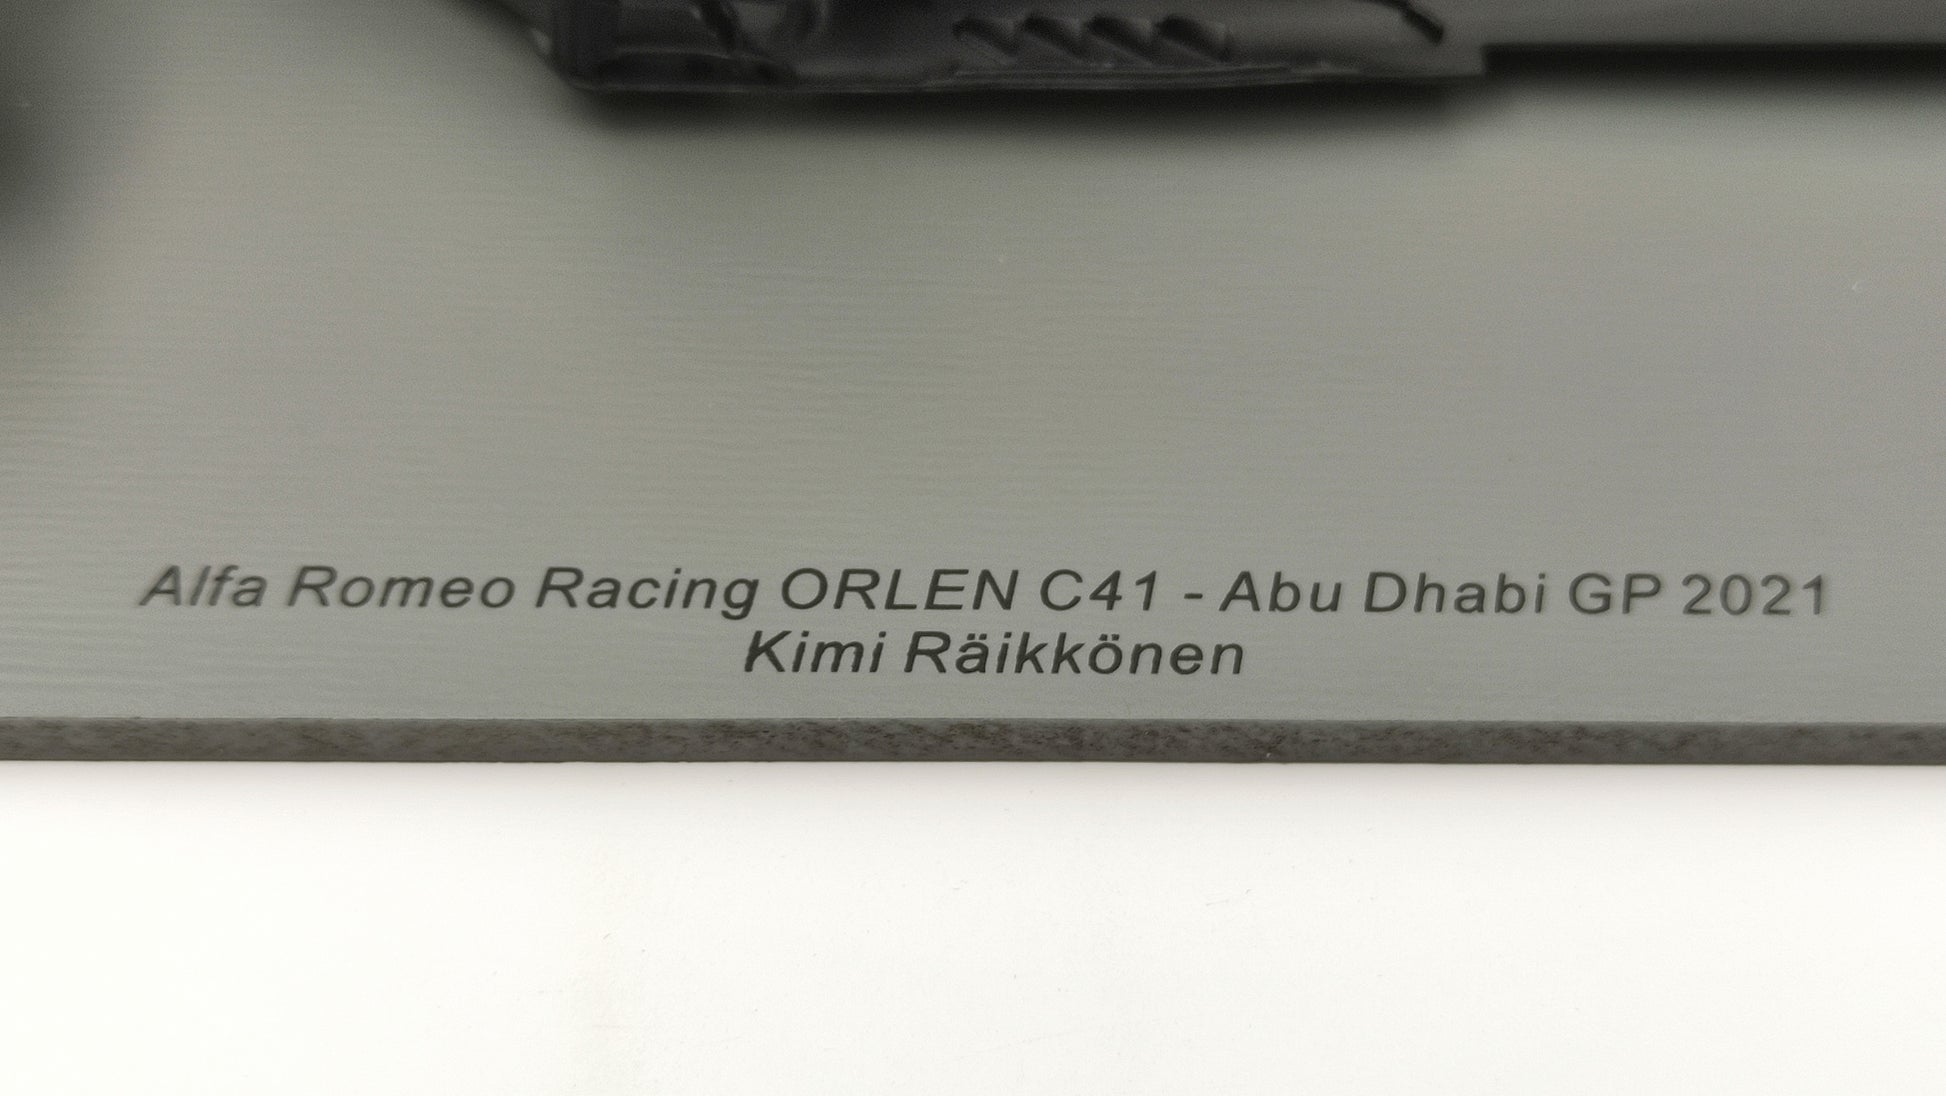 Alfa Romeo Racing ORLEN C41 - Abu Dhabi GP 2021
Kimi Räikkönen